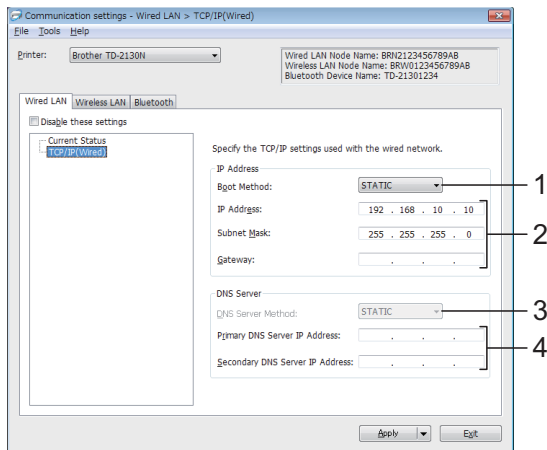 Communication settings - Wired LAN > TCP/IP(Wired)
File Tools Help
Printer: Brother TD-2130N
Wired LAN Node Name: BRN2123456789AB
Wireless LAN Node Name: BRW0123456789AB
Bluetooth Device Name: TD-21301234
Wired LAN Wireless LAN Bluetooth
Disable these settings
Current Status
TCP/IP(Wired)
Specify the TCP/IP settings used with the wired network.
IP Address
Boot Method: STATIC 1
IP Address: 192 . 168 . 10 . 10
2
Subnet Mask: 255 . 255 . 255 . 0
Gateway: . . .
DNS Server
DNS Server Method: STATIC 3
Primary DNS Server IP Address: . . .
4
Secondary DNS Server IP Address: . . .
Apply Exit